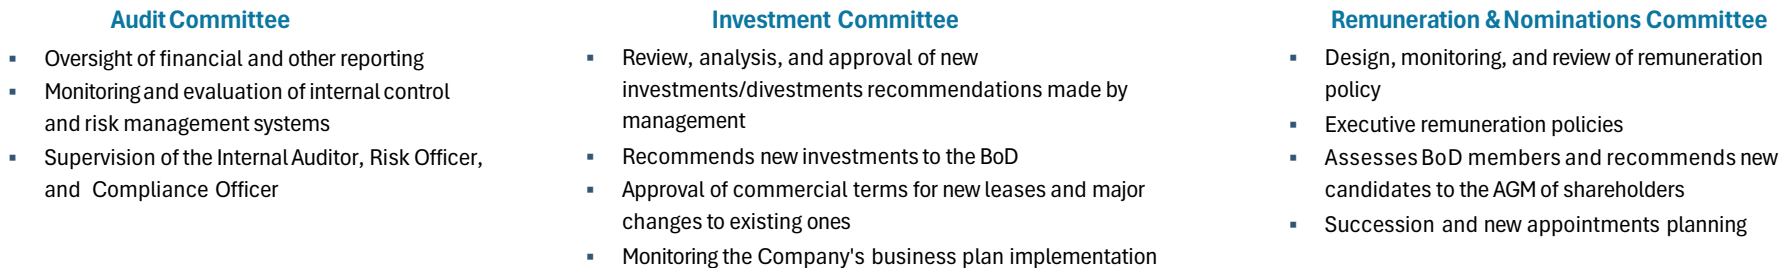 Audit Committee
▪ Oversight of financial and other reporting
▪ Monitoring and evaluation of internal control
and risk management systems
▪ Supervision of the Internal Auditor, Risk Officer,
and Compliance Officer
Investment Committee
▪ Review, analysis, and approval of new
investments/divestments recommendations made by
management
▪ Recommends new investments to the BoD
▪ Approval of commercial terms for new leases and major
changes to existing ones
▪ Monitoring the Company's business plan implementation
Remuneration & Nominations Committee
▪ Design, monitoring, and review of remuneration
policy
▪ Executive remuneration policies
▪ Assesses BoD members and recommends new
candidates to the AGM of shareholders
▪ Succession and new appointments planning